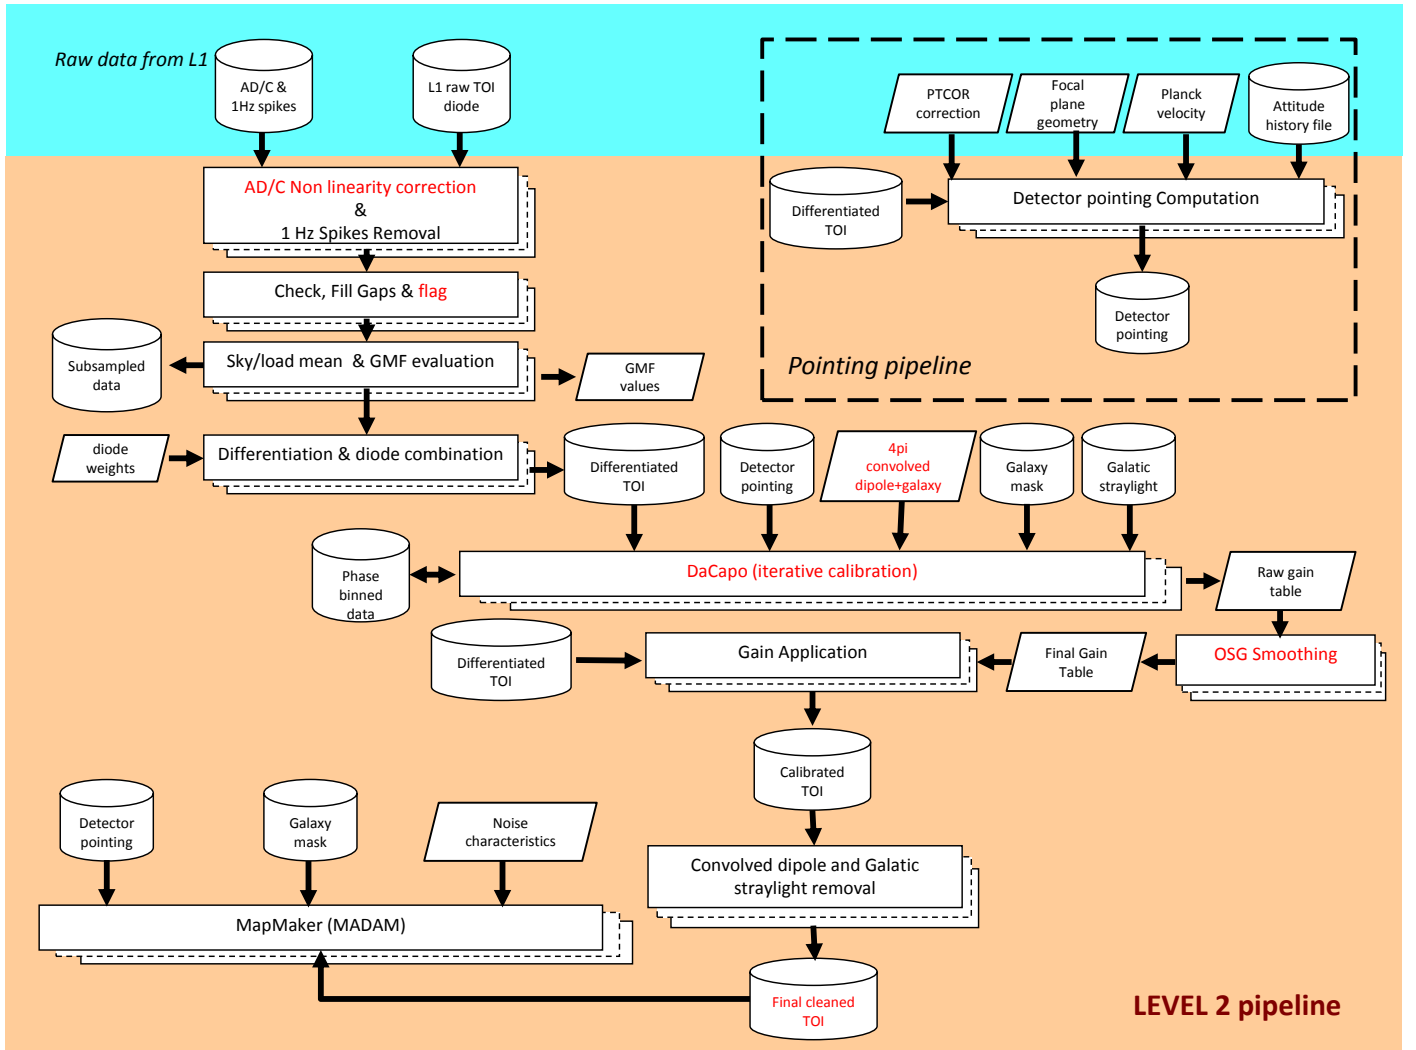 Raw data from L1
AD/C &
1Hz spikes
L1 raw TOI
diode
PTCOR
correction
Focal
plane
geometry
Planck
velocity
Attitude
history file
AD/C Non linearity correction
&
1 Hz Spikes Removal
Differentiated
TOI
Detector pointing Computation
Check, Fill Gaps & flag
Detector
pointing
Pointing pipeline
Subsampled
data
Sky/load mean & GMF evaluation
GMF
values
diode
weights
Differentiation & diode combination
Differentiated
TOI
Detector
pointing
4pi
convolved
dipole+galaxy
Galaxy
mask
Galatic
straylight
Phase
binned
data
DaCapo (iterative calibration)
Raw gain
table
Differentiated
TOI
Gain Application
Final Gain
Table
OSG Smoothing
Calibrated
TOI
Detector
pointing
Galaxy
mask
Noise
characteristics
Convolved dipole and Galatic
straylight removal
MapMaker (MADAM)
Final cleaned
TOI
LEVEL 2 pipeline